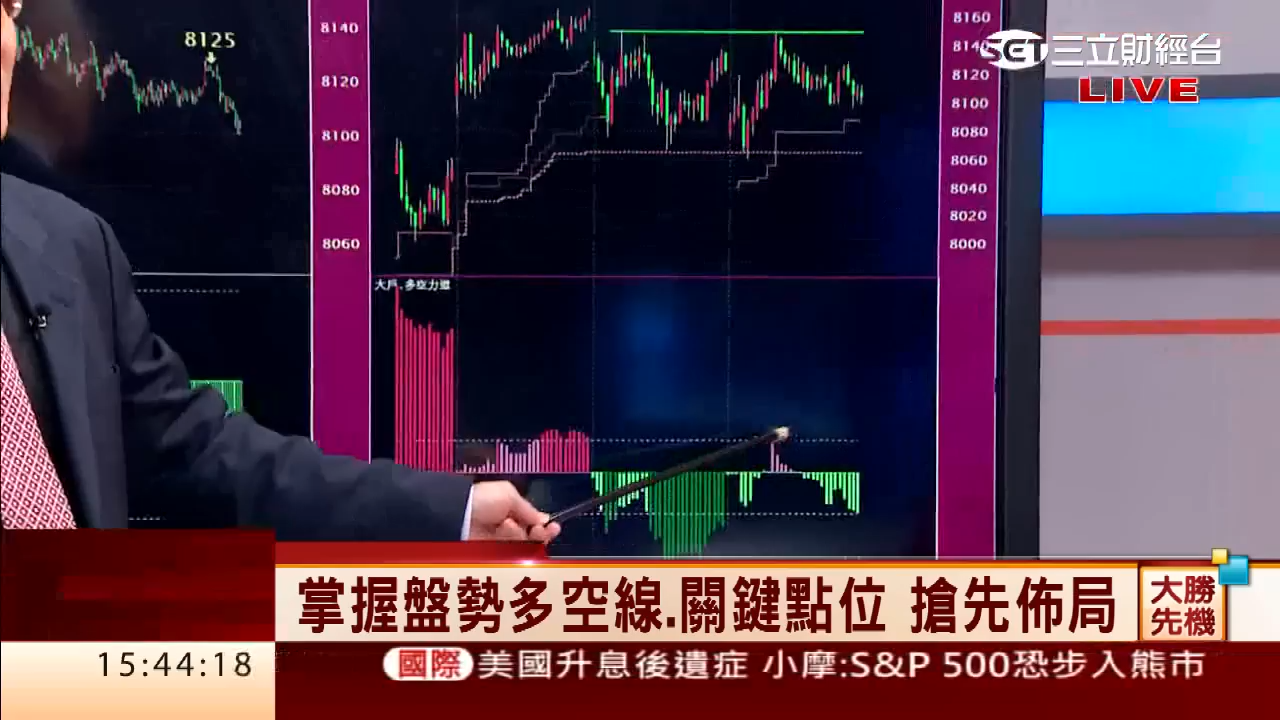 8125
8140
8120
8100
8080
8060
8160
8140
8120
8100
8080
8060
8040
8020
8000
SET三立財經台
LIVE
大戶.多空力道
掌握盤勢多空線.關鍵點位 搶先佈局
大勝
先機
15:44:18
國際 美國升息後遺症 小摩:S&P 500恐步入熊市